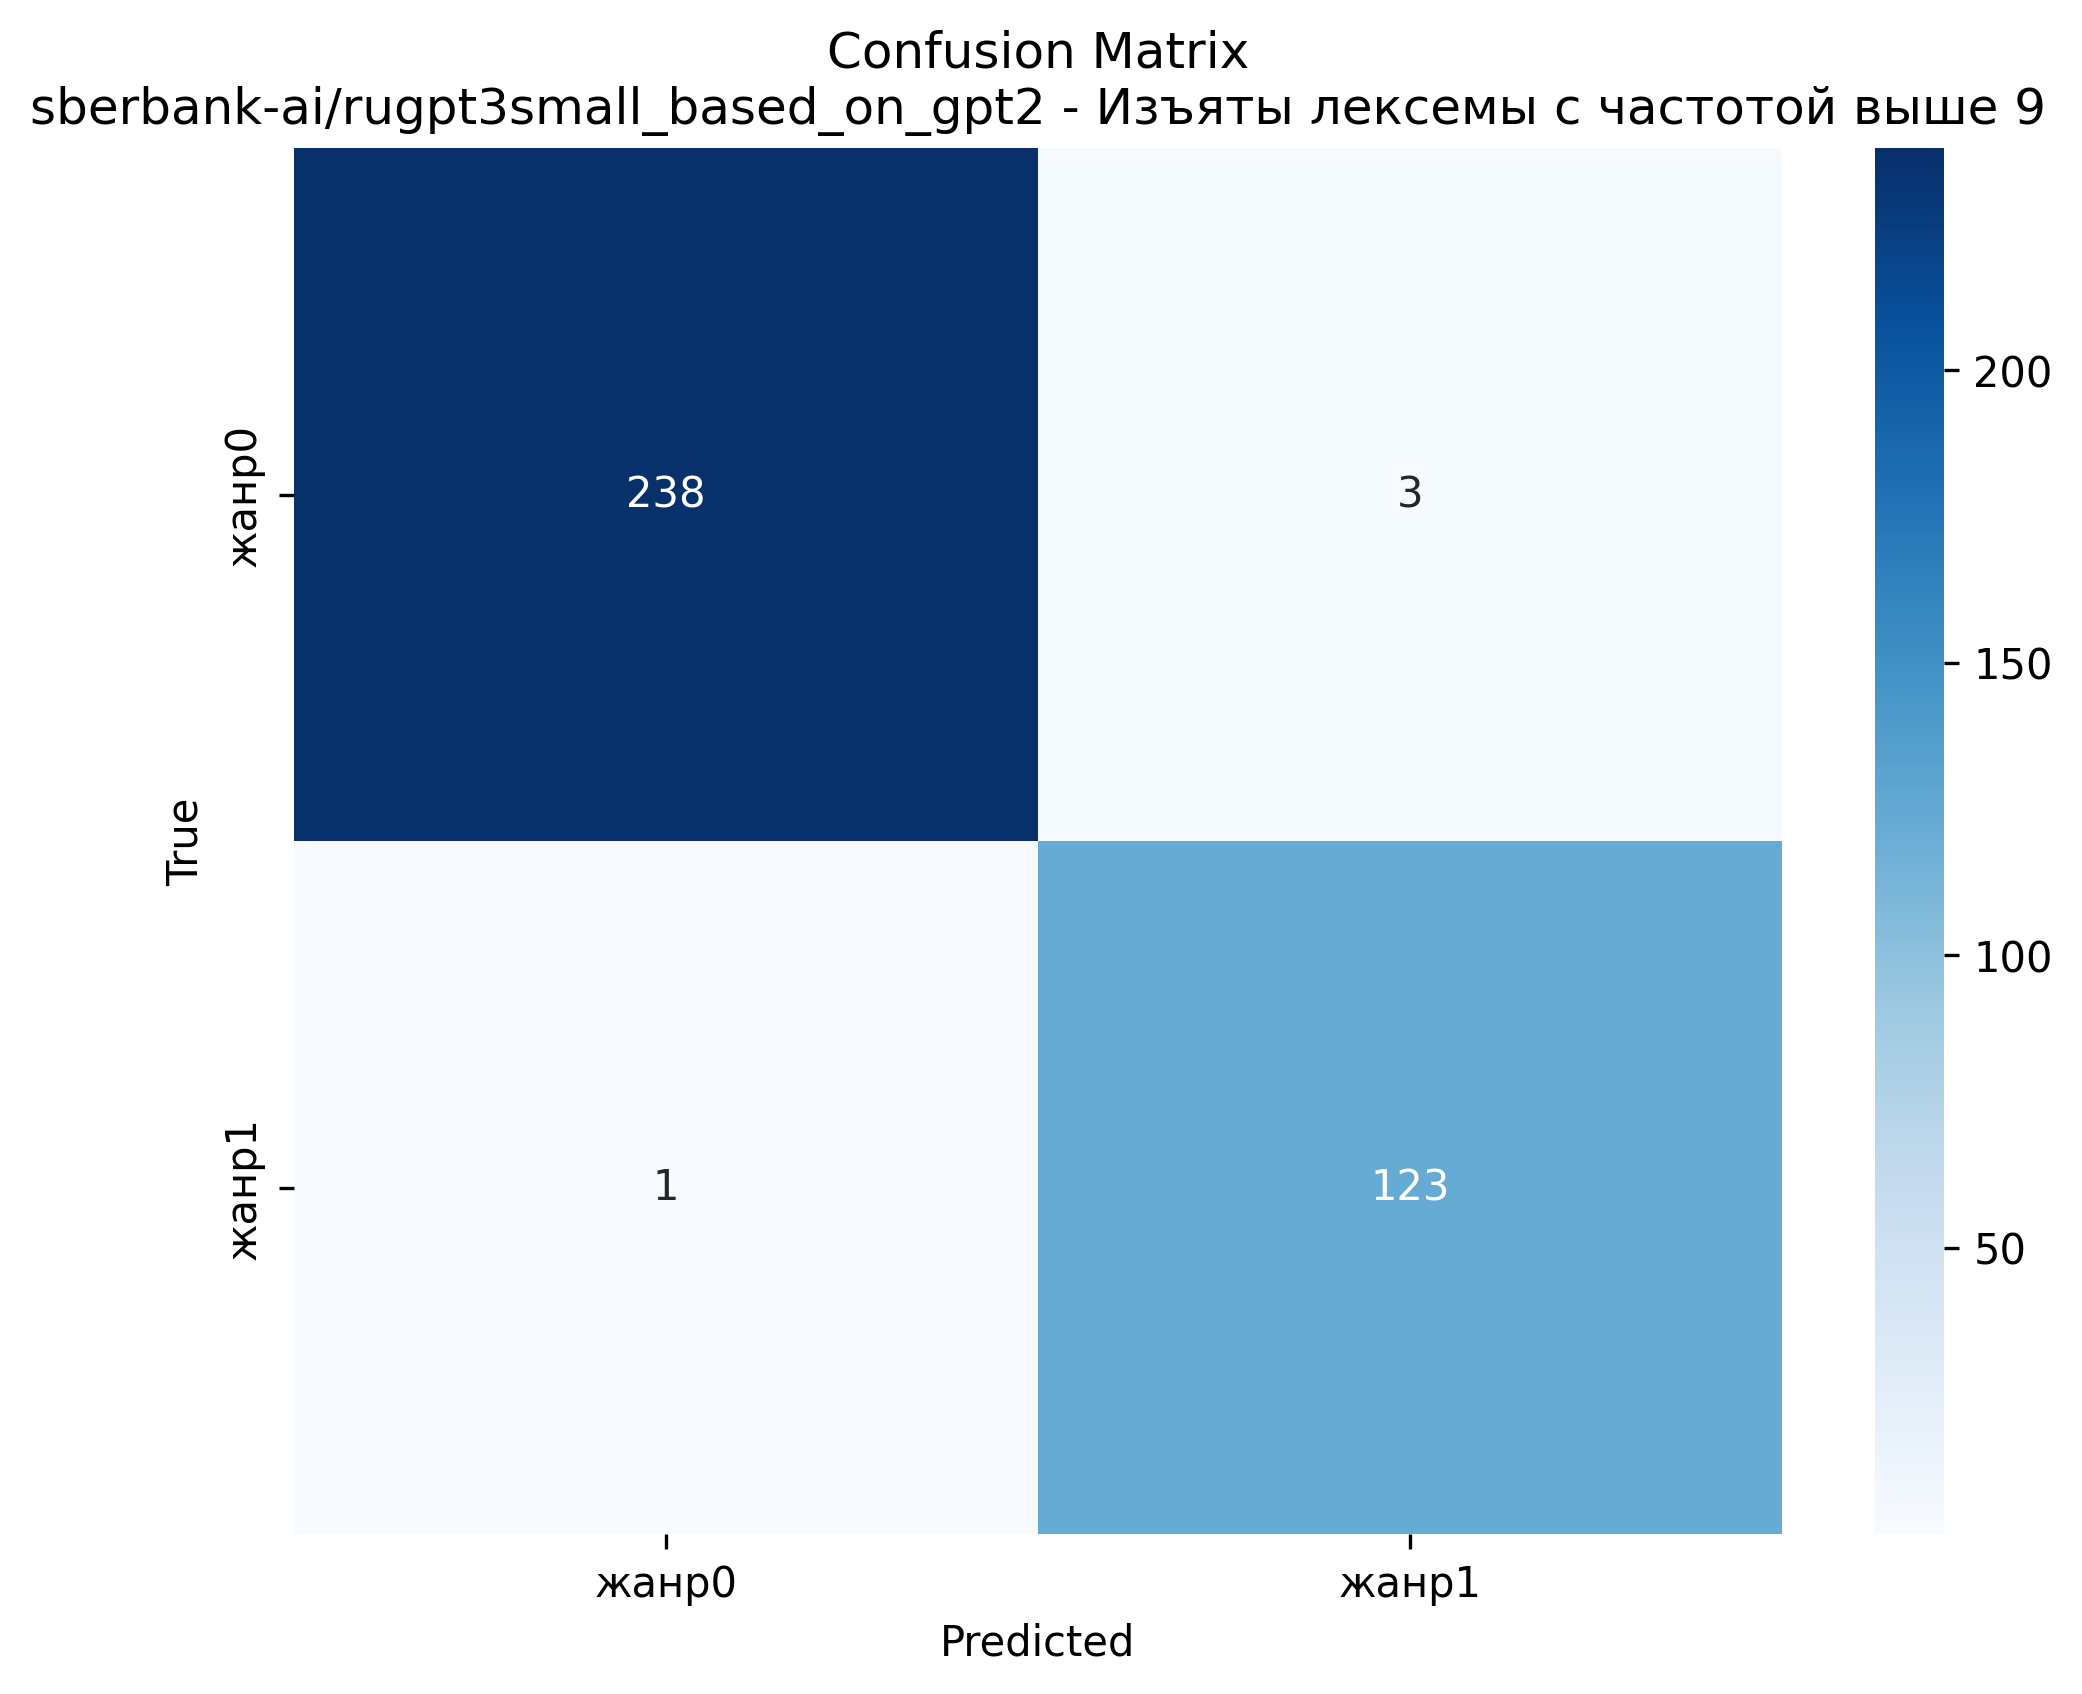 Confusion Matrix
sberbank-ai/rugpt3small_based_on_gpt2 - Изъяты лексемы с частотой выше 9
True
жанр0
238
3
жанр1
1
123
жанр0
жанр1
Predicted
200
150
100
50